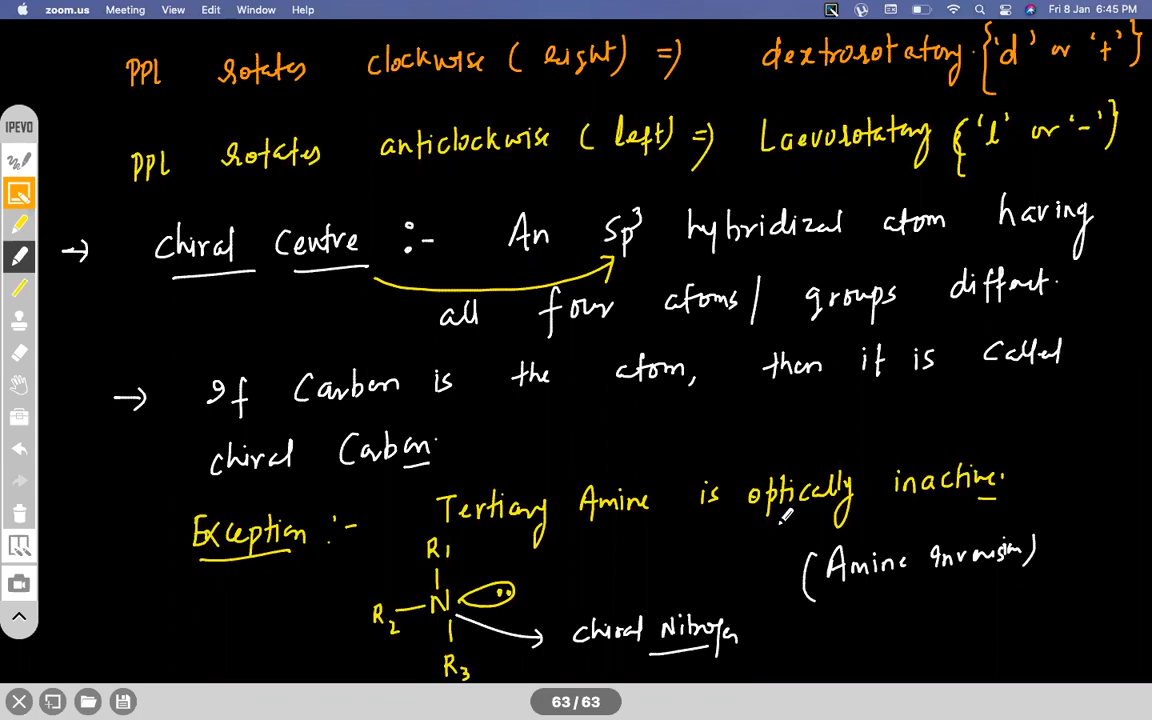 zoom.us Meeting View Edit Window Help Fri 8 Jan 6:45 PM
PPL rotates clockwise ( right) => dextrorotatory. {'d' or '+'}
IPEVO
PPL rotates anticlockwise ( left) => Laevorotatory {'l' or '-'}
→ Chiral Centre :- An sp³ hybridizal atom having
all four atoms/ groups diffent.
→ If Carbon is the atom, then it is called
chiral Carbon.
Exception :- Tertiary Amine is optically inactive.
(Amine Inversion)
R1
R2 — N
R3
chiral Nitrogen
63/63